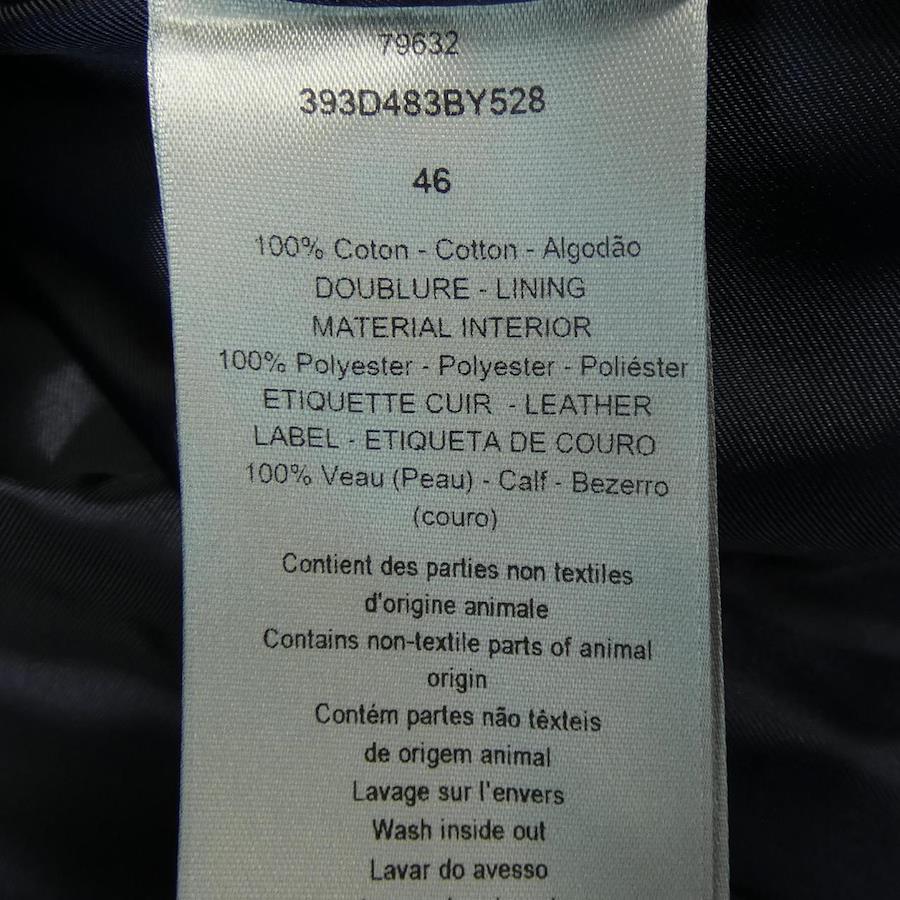 79632
393D483BY528
46
100% Coton - Cotton - Algodão
DOUBLURE - LINING
MATERIAL INTERIOR
100% Polyester - Polyester - Poliéster
ETIQUETTE CUIR - LEATHER
LABEL - ETIQUETA DE COURO
100% Veau (Peau) - Calf - Bezerro
(couro)
Contient des parties non textiles
d'origine animale
Contains non-textile parts of animal
origin
Contém partes não têxteis
de origem animal
Lavage sur l'envers
Wash inside out
Lavar do avesso